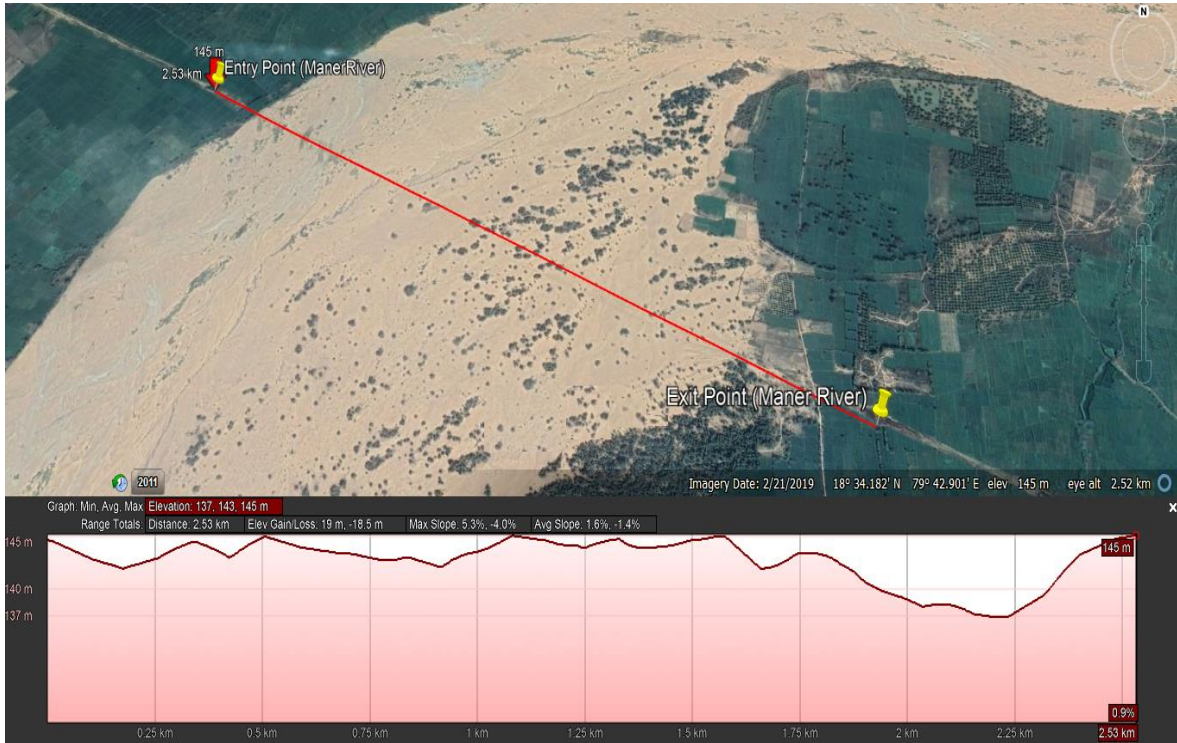 N
145 m
Entry Point (ManerRiver)
2.53 km
Exit Point (Maner River)
2011
Imagery Date: 2/21/2019 18° 34.182' N 79° 42.901' E elev 145 m eye alt 2.52 km
Graph: Min, Avg, Max Elevation: 137, 143, 145 m
x
Range Totals: Distance: 2.53 km Elev Gain/Loss: 19 m, -18.5 m Max Slope: 5.3%, -4.0% Avg Slope: 1.6%, -1.4%
145 m
145 m
140 m
137 m
0.9%
0.25 km 0.5 km 0.75 km 1 km 1.25 km 1.5 km 1.75 km 2 km 2.25 km 2.53 km